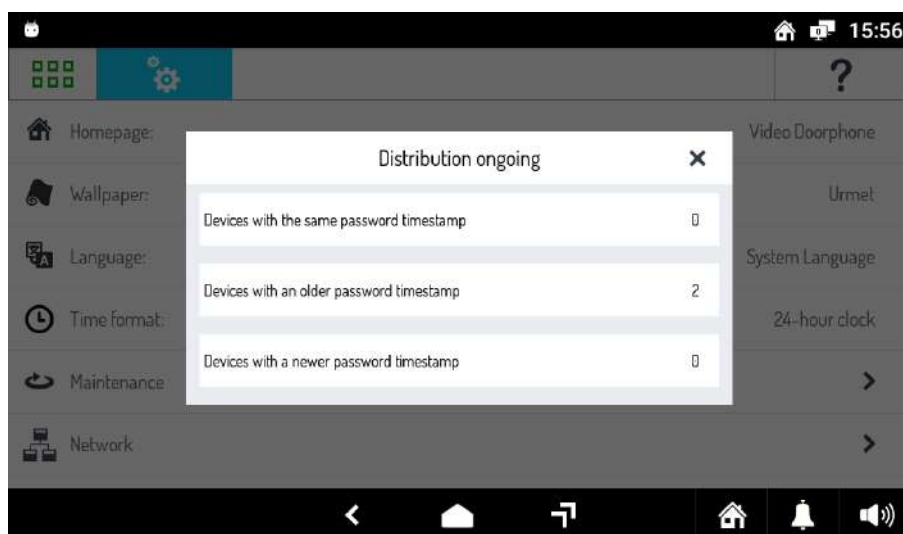 15:56
?
Homepage:
Video Doorphone
Distribution ongoing
Wallpaper:
Urmet
Devices with the same password timestamp
0
Language:
System Language
Devices with an older password timestamp
2
Time format:
24-hour clock
Devices with a newer password timestamp
0
Maintenance
Network